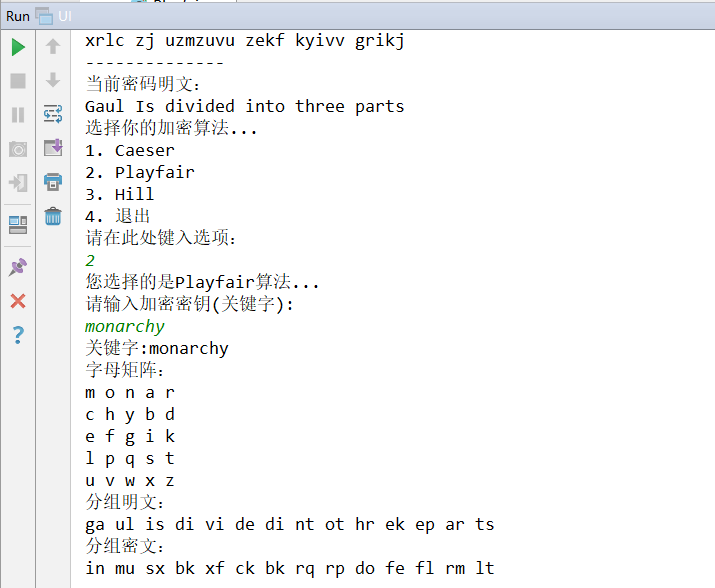 Run UI
xrlc zj uzmzuvu zekf kyivv grikj
--------------
当前密码明文:
Gaul Is divided into three parts
选择你的加密算法...
1. Caeser
2. Playfair
3. Hill
4. 退出
请在此处键入选项:
2
您选择的是Playfair算法...
请输入加密密钥(关键字):
monarchy
关键字:monarchy
字母矩阵:
m o n a r
c h y b d
e f g i k
l p q s t
u v w x z
分组明文:
ga ul is di vi de di nt ot hr ek ep ar ts
分组密文:
in mu sx bk xf ck bk rq rp do fe fl rm lt